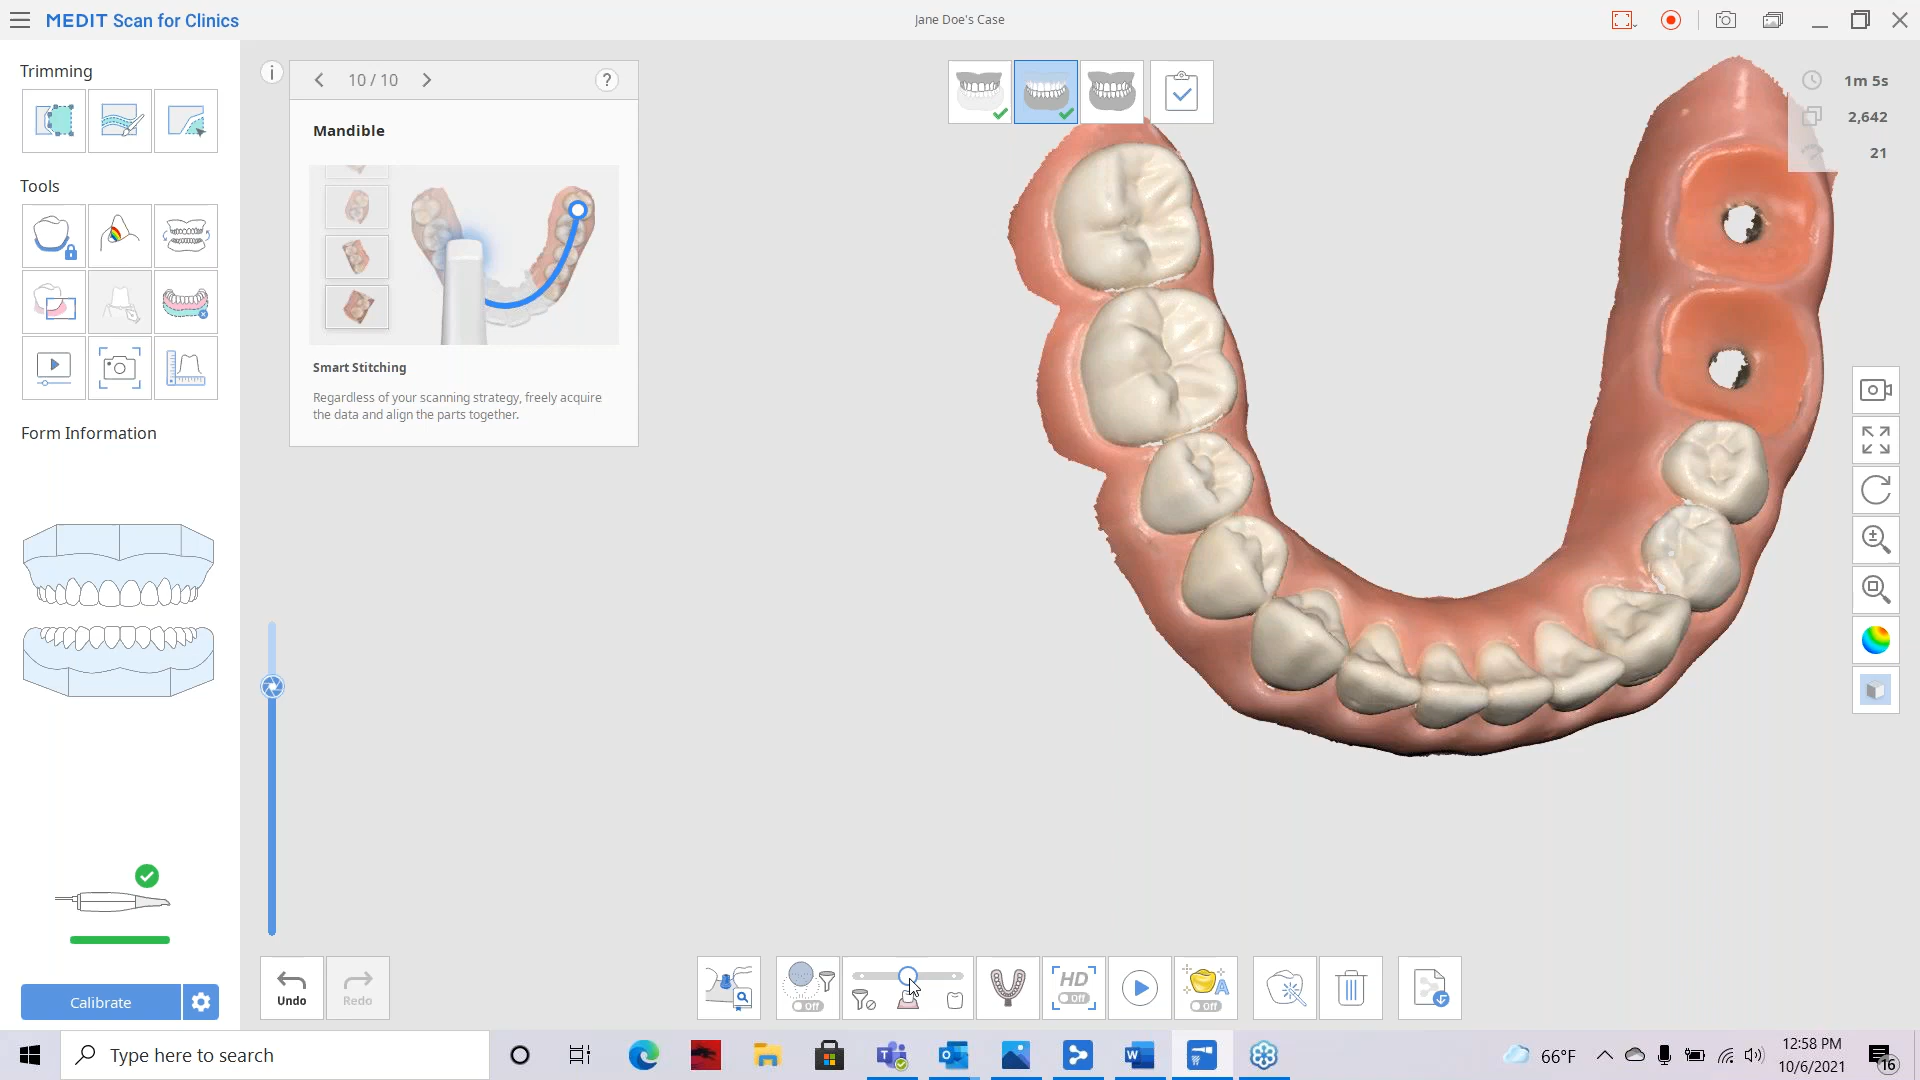 MEDIT Scan for Clinics
Jane Doe's Case
Trimming
10 / 10
?
i
1m 5s
2,642
21
Mandible
Tools
Smart Stitching
Regardless of your scanning strategy, freely acquire
the data and align the parts together.
Form Information
Calibrate
Undo
Redo
Off
HD
Off
A
Off
Type here to search
66°F
12:58 PM
10/6/2021
16